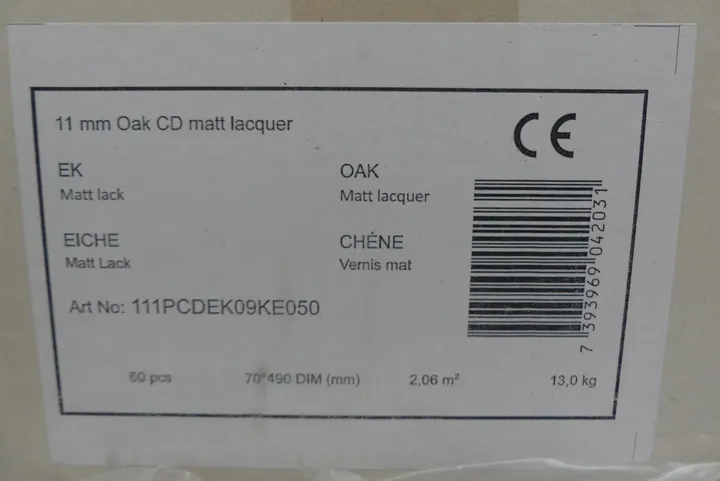 11 mm Oak CD matt lacquer
CE
EK
Matt lack
OAK
Matt lacquer
EICHE
Matt Lack
CHÉNE
Vernis mat
Art No: 111PCDEK09KE050
7 393969 042031
60 pcs 70*490 DIM (mm) 2,06 m² 13,0 kg